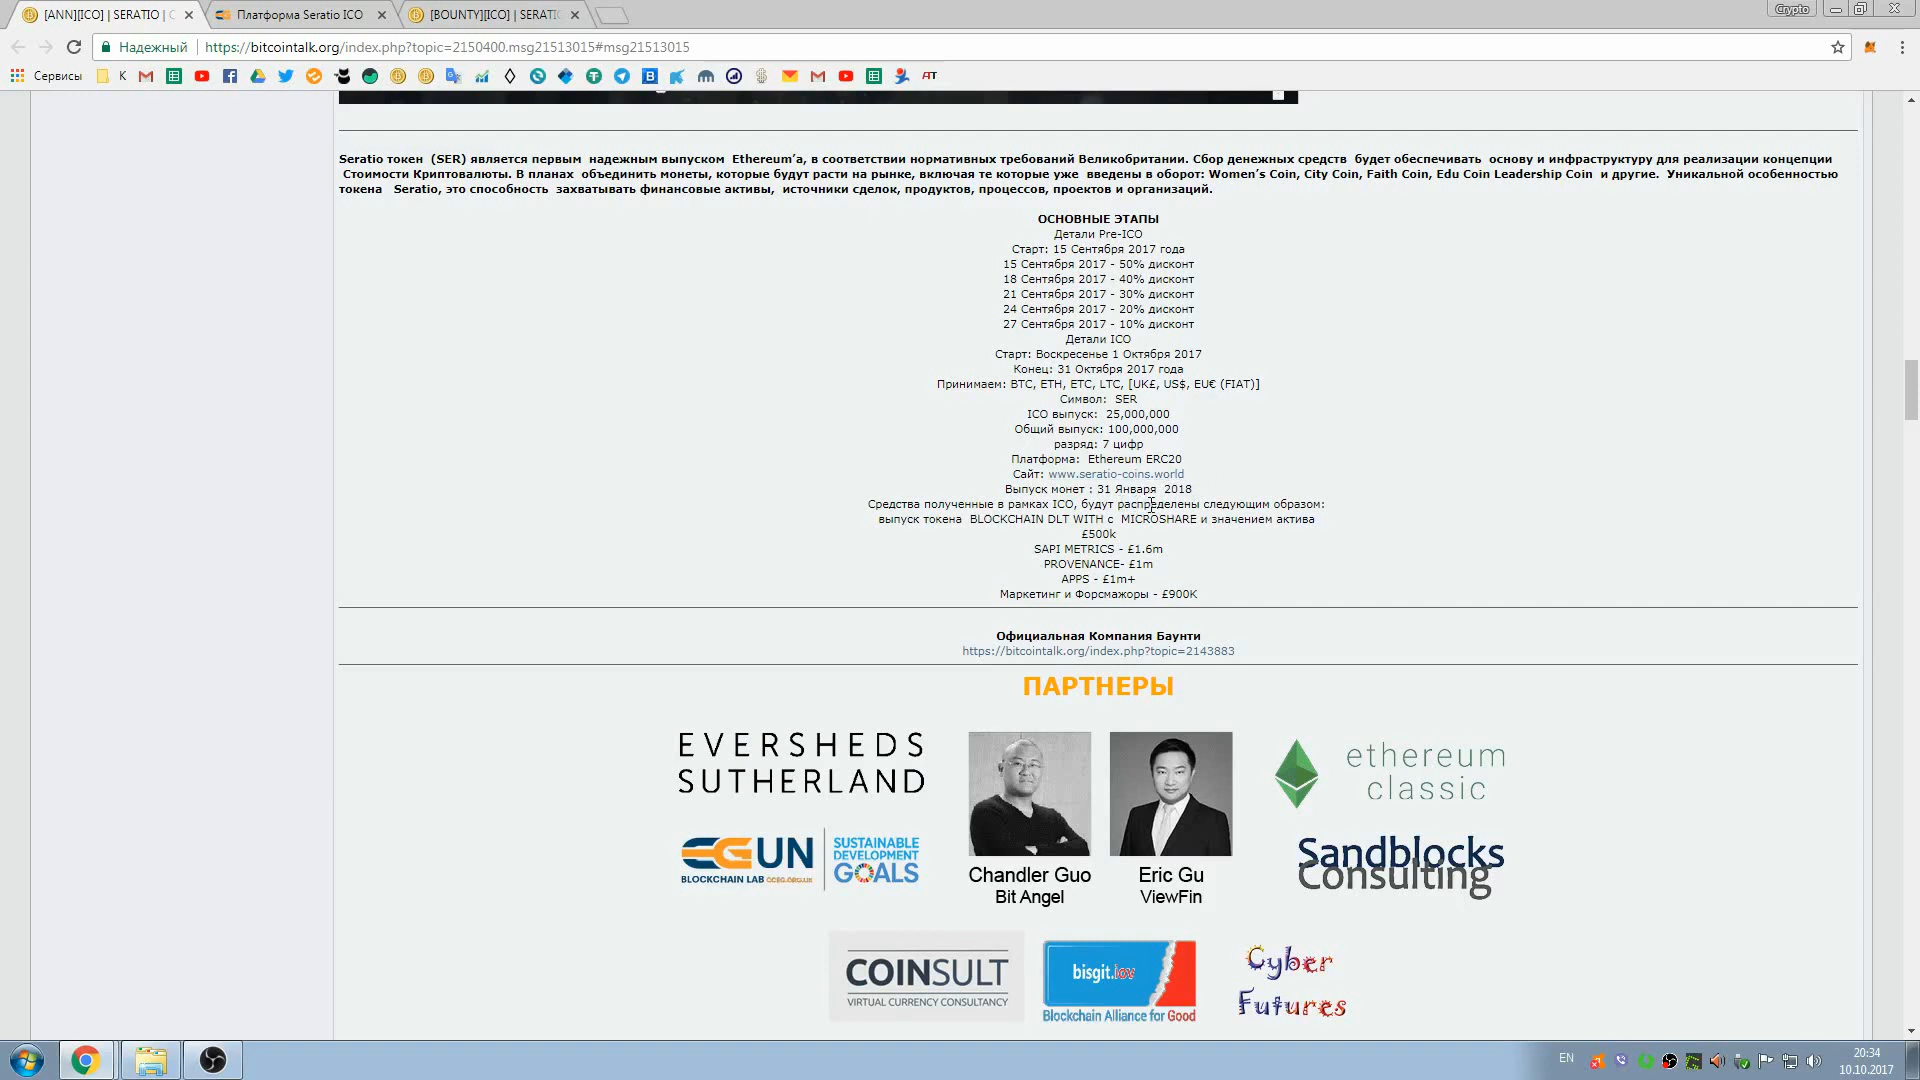 [ANN][ICO] | SERATIO | C
Платформа Seratio ICO
[BOUNTY][ICO] | SERATIC
Crypto
Надежный
https://bitcointalk.org/index.php?topic=2150400.msg21513015#msg21513015
Сервисы
К
Seratio токен (SER) является первым надежным выпуском Ethereum’а, в соответствии нормативных требований Великобритании. Сбор денежных средств будет обеспечивать основу и инфраструктуру для реализации концепции
Стоимости Криптовалюты. В планах объединить монеты, которые будут расти на рынке, включая те которые уже введены в оборот: Women’s Coin, City Coin, Faith Coin, Edu Coin Leadership Coin и другие. Уникальной особенностью
токена Seratio, это способность захватывать финансовые активы, источники сделок, продуктов, процессов, проектов и организаций.
ОСНОВНЫЕ ЭТАПЫ
Детали Pre-ICO
Старт: 15 Сентября 2017 года
15 Сентября 2017 - 50% дисконт
18 Сентября 2017 - 40% дисконт
21 Сентября 2017 - 30% дисконт
24 Сентября 2017 - 20% дисконт
27 Сентября 2017 - 10% дисконт
Детали ICO
Старт: Воскресенье 1 Октября 2017
Конец: 31 Октября 2017 года
Принимаем: BTC, ETH, ETC, LTC, [UK£, US$, EU€ (FIAT)]
Символ: SER
ICO выпуск: 25,000,000
Общий выпуск: 100,000,000
разряд: 7 цифр
Платформа: Ethereum ERC20
Сайт: www.seratio-coins.world
Выпуск монет : 31 Января 2018
Средства полученные в рамках ICO, будут распределены следующим образом:
выпуск токена BLOCKCHAIN DLT WITH с MICROSHARE и значением актива
£500k
SAPI METRICS - £1.6m
PROVENANCE- £1m
APPS - £1m+
Маркетинг и Форсмажоры - £900K
Официальная Компания Баунти
https://bitcointalk.org/index.php?topic=2143883
ПАРТНЕРЫ
EVERSHEDS
SUTHERLAND
Chandler Guo
Bit Angel
Eric Gu
ViewFin
ethereum
classic
UN
BLOCKCHAIN LAB CCEG.ORG.UK
SUSTAINABLE
DEVELOPMENT
GOALS
Sandblocks
Consulting
COINSULT
VIRTUAL CURRENCY CONSULTANCY
bisgit.iov
Blockchain Alliance for Good
Cyber
Futures
EN
20:34
10.10.2017